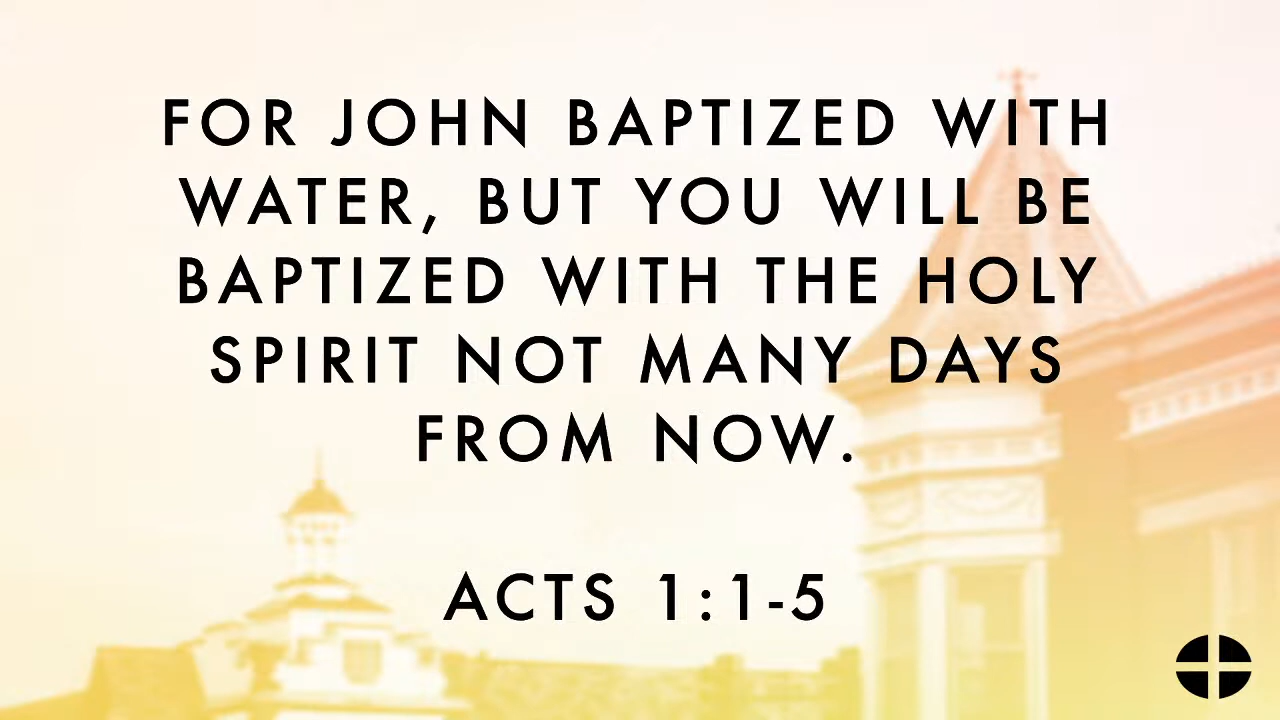 FOR JOHN BAPTIZED WITH
WATER, BUT YOU WILL BE
BAPTIZED WITH THE HOLY
SPIRIT NOT MANY DAYS
FROM NOW.
ACTS 1:1-5